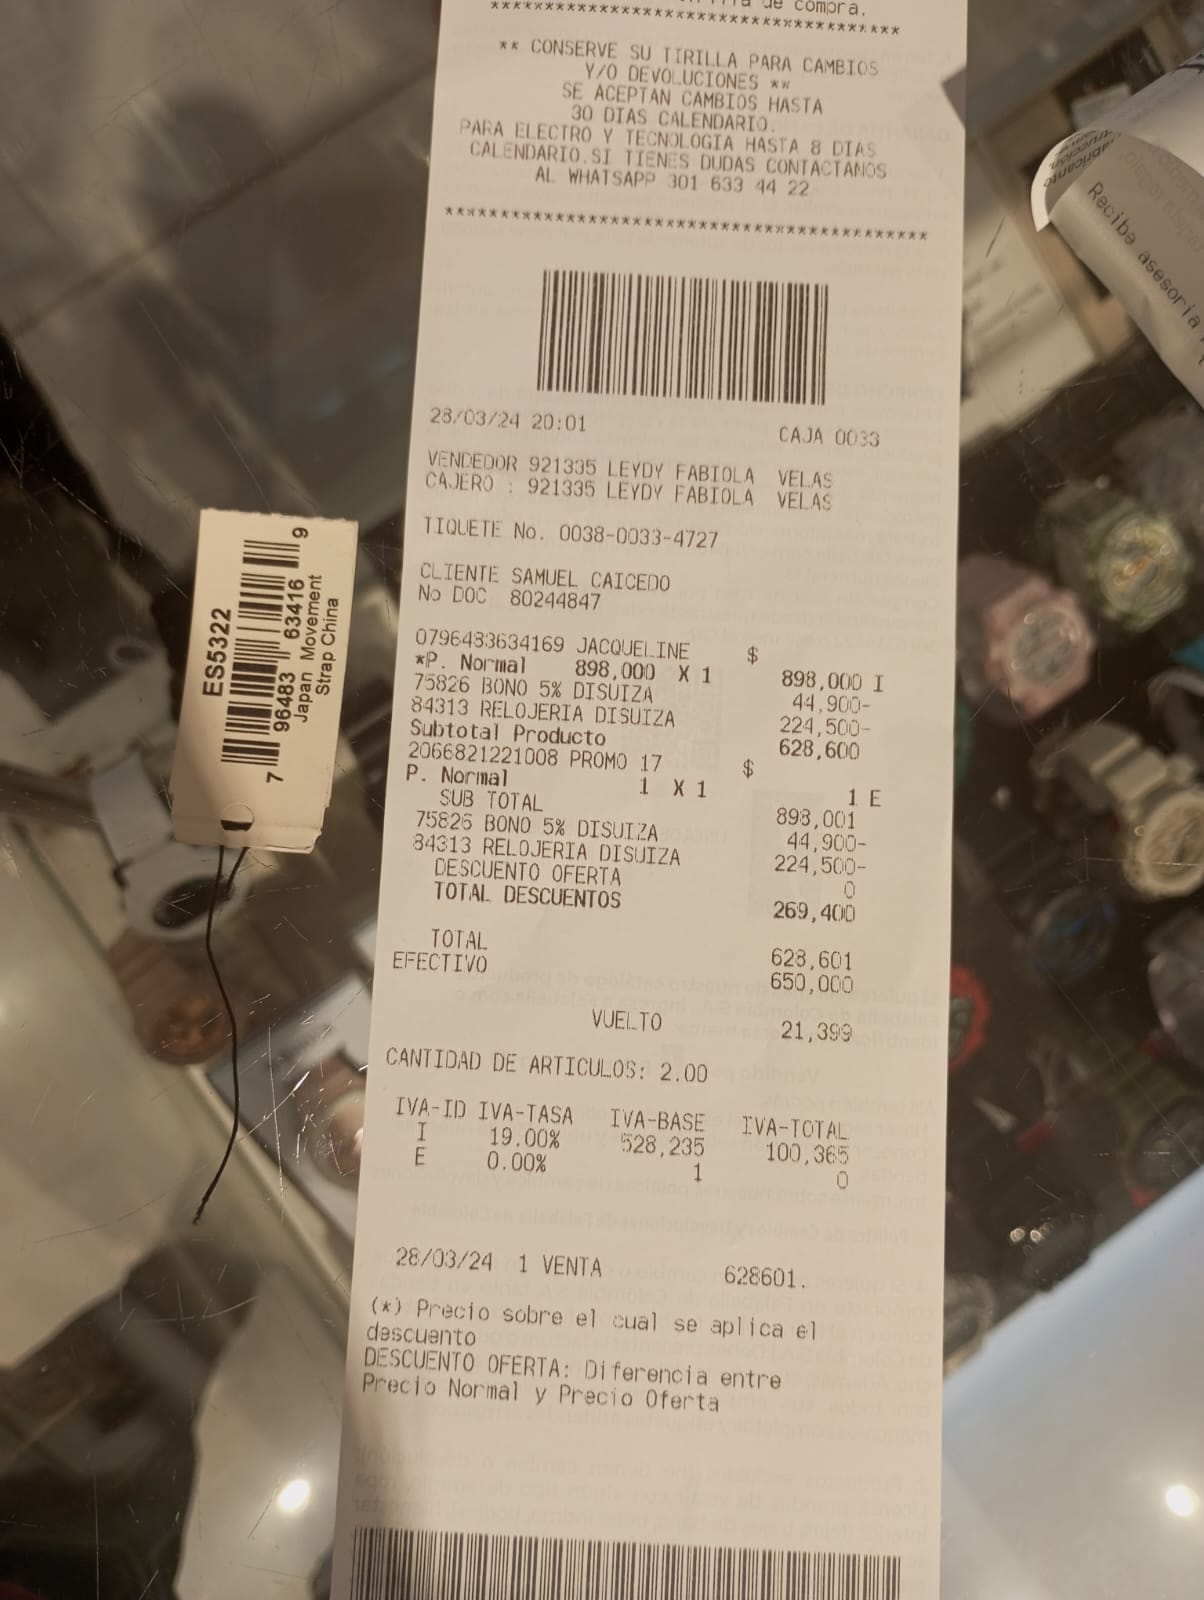 de compra.
****************************************
** CONSERVE SU TIRILLA PARA CAMBIOS
Y/O DEVOLUCIONES **
SE ACEPTAN CAMBIOS HASTA
30 DIAS CALENDARIO.
PARA ELECTRO Y TECNOLOGIA HASTA 8 DIAS
CALENDARIO.SI TIENES DUDAS CONTACTANOS
AL WHATSAPP 301 633 44 22
****************************************
28/03/24 20:01 CAJA 0033
VENDEDOR 921335 LEYDY FABIOLA VELAS
CAJERO : 921335 LEYDY FABIOLA VELAS
TIQUETE No. 0038-0033-4727
CLIENTE SAMUEL CAICEDO
No DOC 80244847
0796483634169 JACQUELINE $ 898,000 I
*P. Normal 898,000 X 1
75826 BONO 5% DISUIZA 44,900-
84313 RELOJERIA DISUIZA 224,500-
Subtotal Producto 628,600
2066821221008 PROMO 17 $ 1 E
P. Normal 1 X 1
SUB TOTAL 898,001
75826 BONO 5% DISUIZA 44,900-
84313 RELOJERIA DISUIZA 224,500-
DESCUENTO OFERTA 0
TOTAL DESCUENTOS 269,400
TOTAL 628,601
EFECTIVO 650,000
VUELTO 21,399
CANTIDAD DE ARTICULOS: 2.00
IVA-ID IVA-TASA IVA-BASE IVA-TOTAL
I 19.00% 528,235 100,365
E 0.00% 1 0
28/03/24 1 VENTA 628601.
(*) Precio sobre el cual se aplica el
descuento
DESCUENTO OFERTA: Diferencia entre
Precio Normal y Precio Oferta
ES5322
7 96483 63416 9
Japan Movement
Strap China
Recibe asesoría